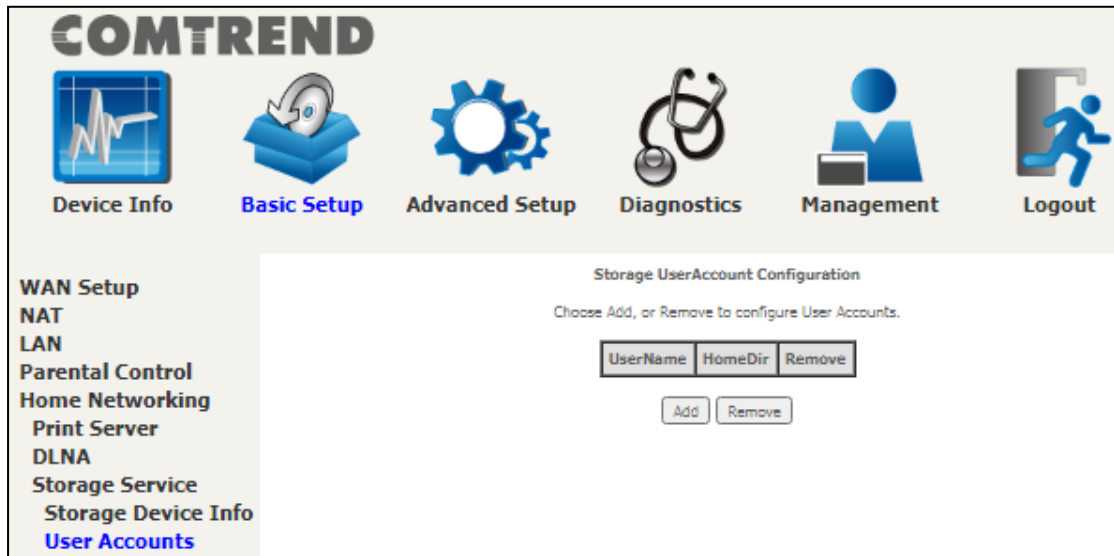 COMTREND
Device Info Basic Setup Advanced Setup Diagnostics Management Logout
WAN Setup
NAT
LAN
Parental Control
Home Networking
Print Server
DLNA
Storage Service
Storage Device Info
User Accounts
Storage UserAccount Configuration
Choose Add, or Remove to configure User Accounts.
UserName HomeDir Remove
Add Remove